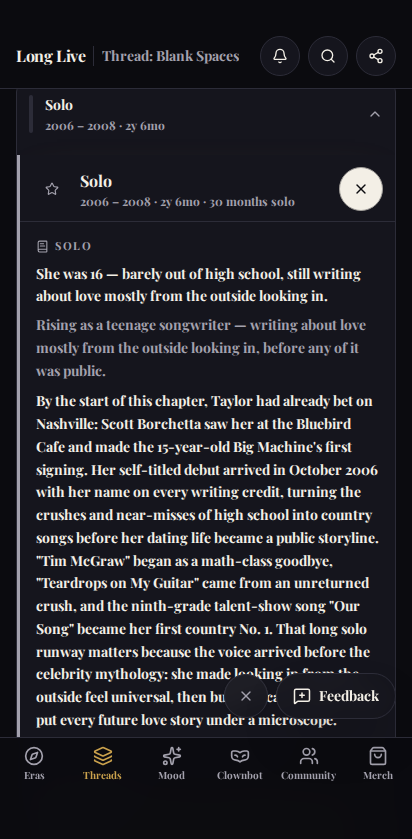 Long Live
Thread: Blank Spaces
Solo
2006 – 2008 · 2y 6mo
Solo
2006 – 2008 · 2y 6mo · 30 months solo
SOLO
She was 16 — barely out of high school, still writing
about love mostly from the outside looking in.
Rising as a teenage songwriter — writing about love
mostly from the outside looking in, before any of it
was public.
By the start of this chapter, Taylor had already bet on
Nashville: Scott Borchetta saw her at the Bluebird
Cafe and made the 15-year-old Big Machine's first
signing. Her self-titled debut arrived in October 2006
with her name on every writing credit, turning the
crushes and near-misses of high school into country
songs before her dating life became a public storyline.
"Tim McGraw" began as a math-class goodbye,
"Teardrops on My Guitar" came from an unreturned
crush, and the ninth-grade talent-show song "Our
Song" became her first country No. 1. That long solo
runway matters because the voice arrived before the
celebrity mythology: she made looking in from the
outside feel universal, then
put every future love story under a microscope.
Feedback
Eras
Threads
Mood
Clownbot
Community
Merch